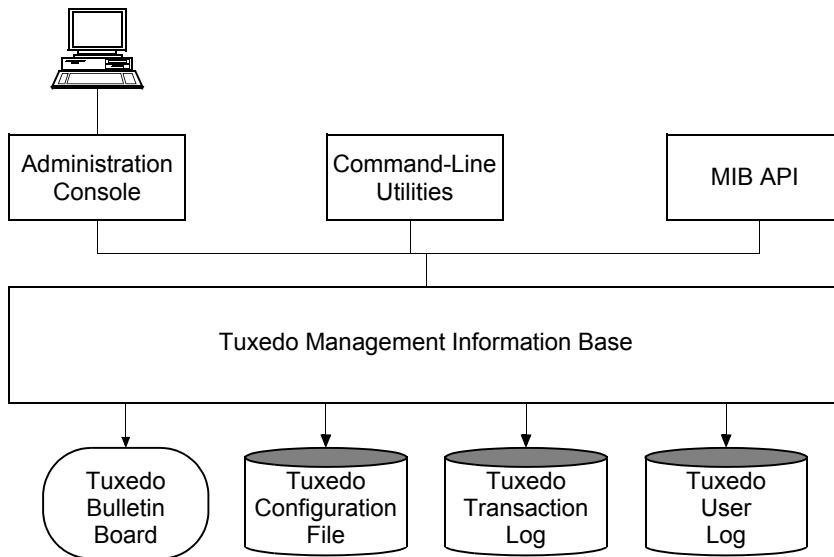 Administration
Console
Command-Line
Utilities
MIB API
Tuxedo Management Information Base
Tuxedo
Bulletin
Board
Tuxedo
Configuration
File
Tuxedo
Transaction
Log
Tuxedo
User
Log